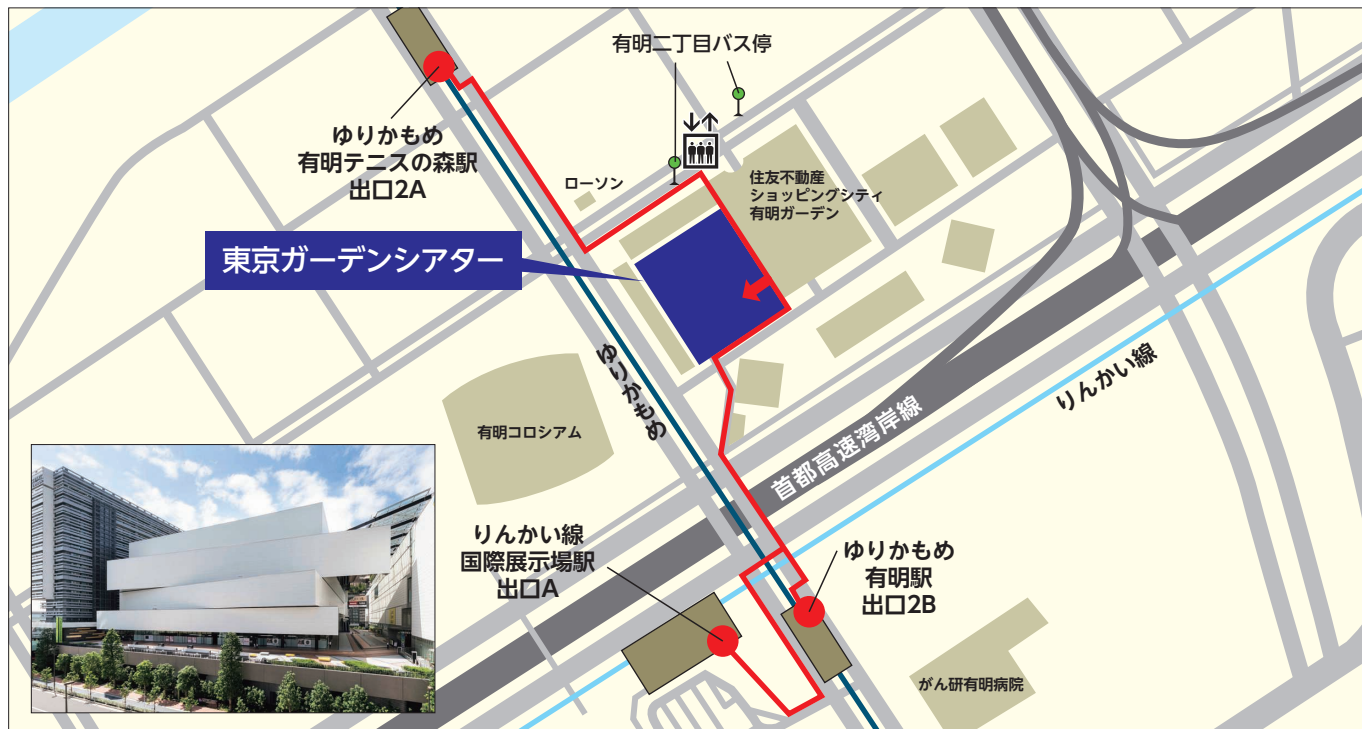 有明二丁目バス停
ゆりかもめ
有明テニスの森駅
出口2A
ローソン
住友不動産
ショッピングシティ
有明ガーデン
東京ガーデンシアター
ゆりかもめ
りんかい線
首都高速湾岸線
有明コロシアム
りんかい線
国際展示場駅
出口A
ゆりかもめ
有明駅
出口2B
がん研有明病院